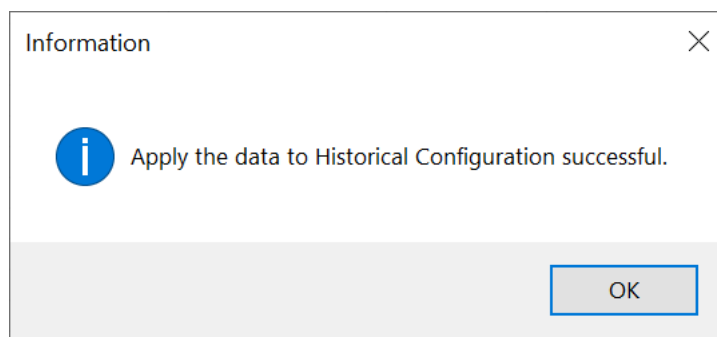 Information
Apply the data to Historical Configuration successful.
OK